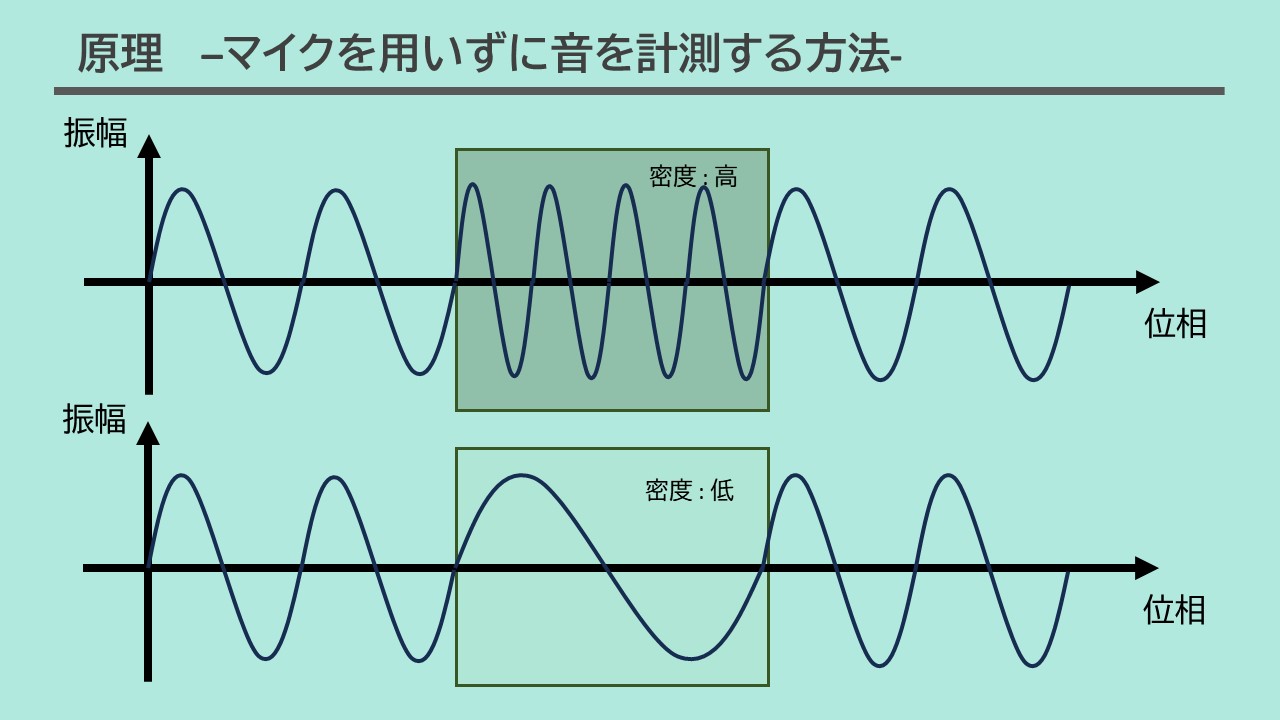 原理　–マイクを用いずに音を計測する方法-
振幅
密度 : 高
位相
振幅
密度 : 低
位相